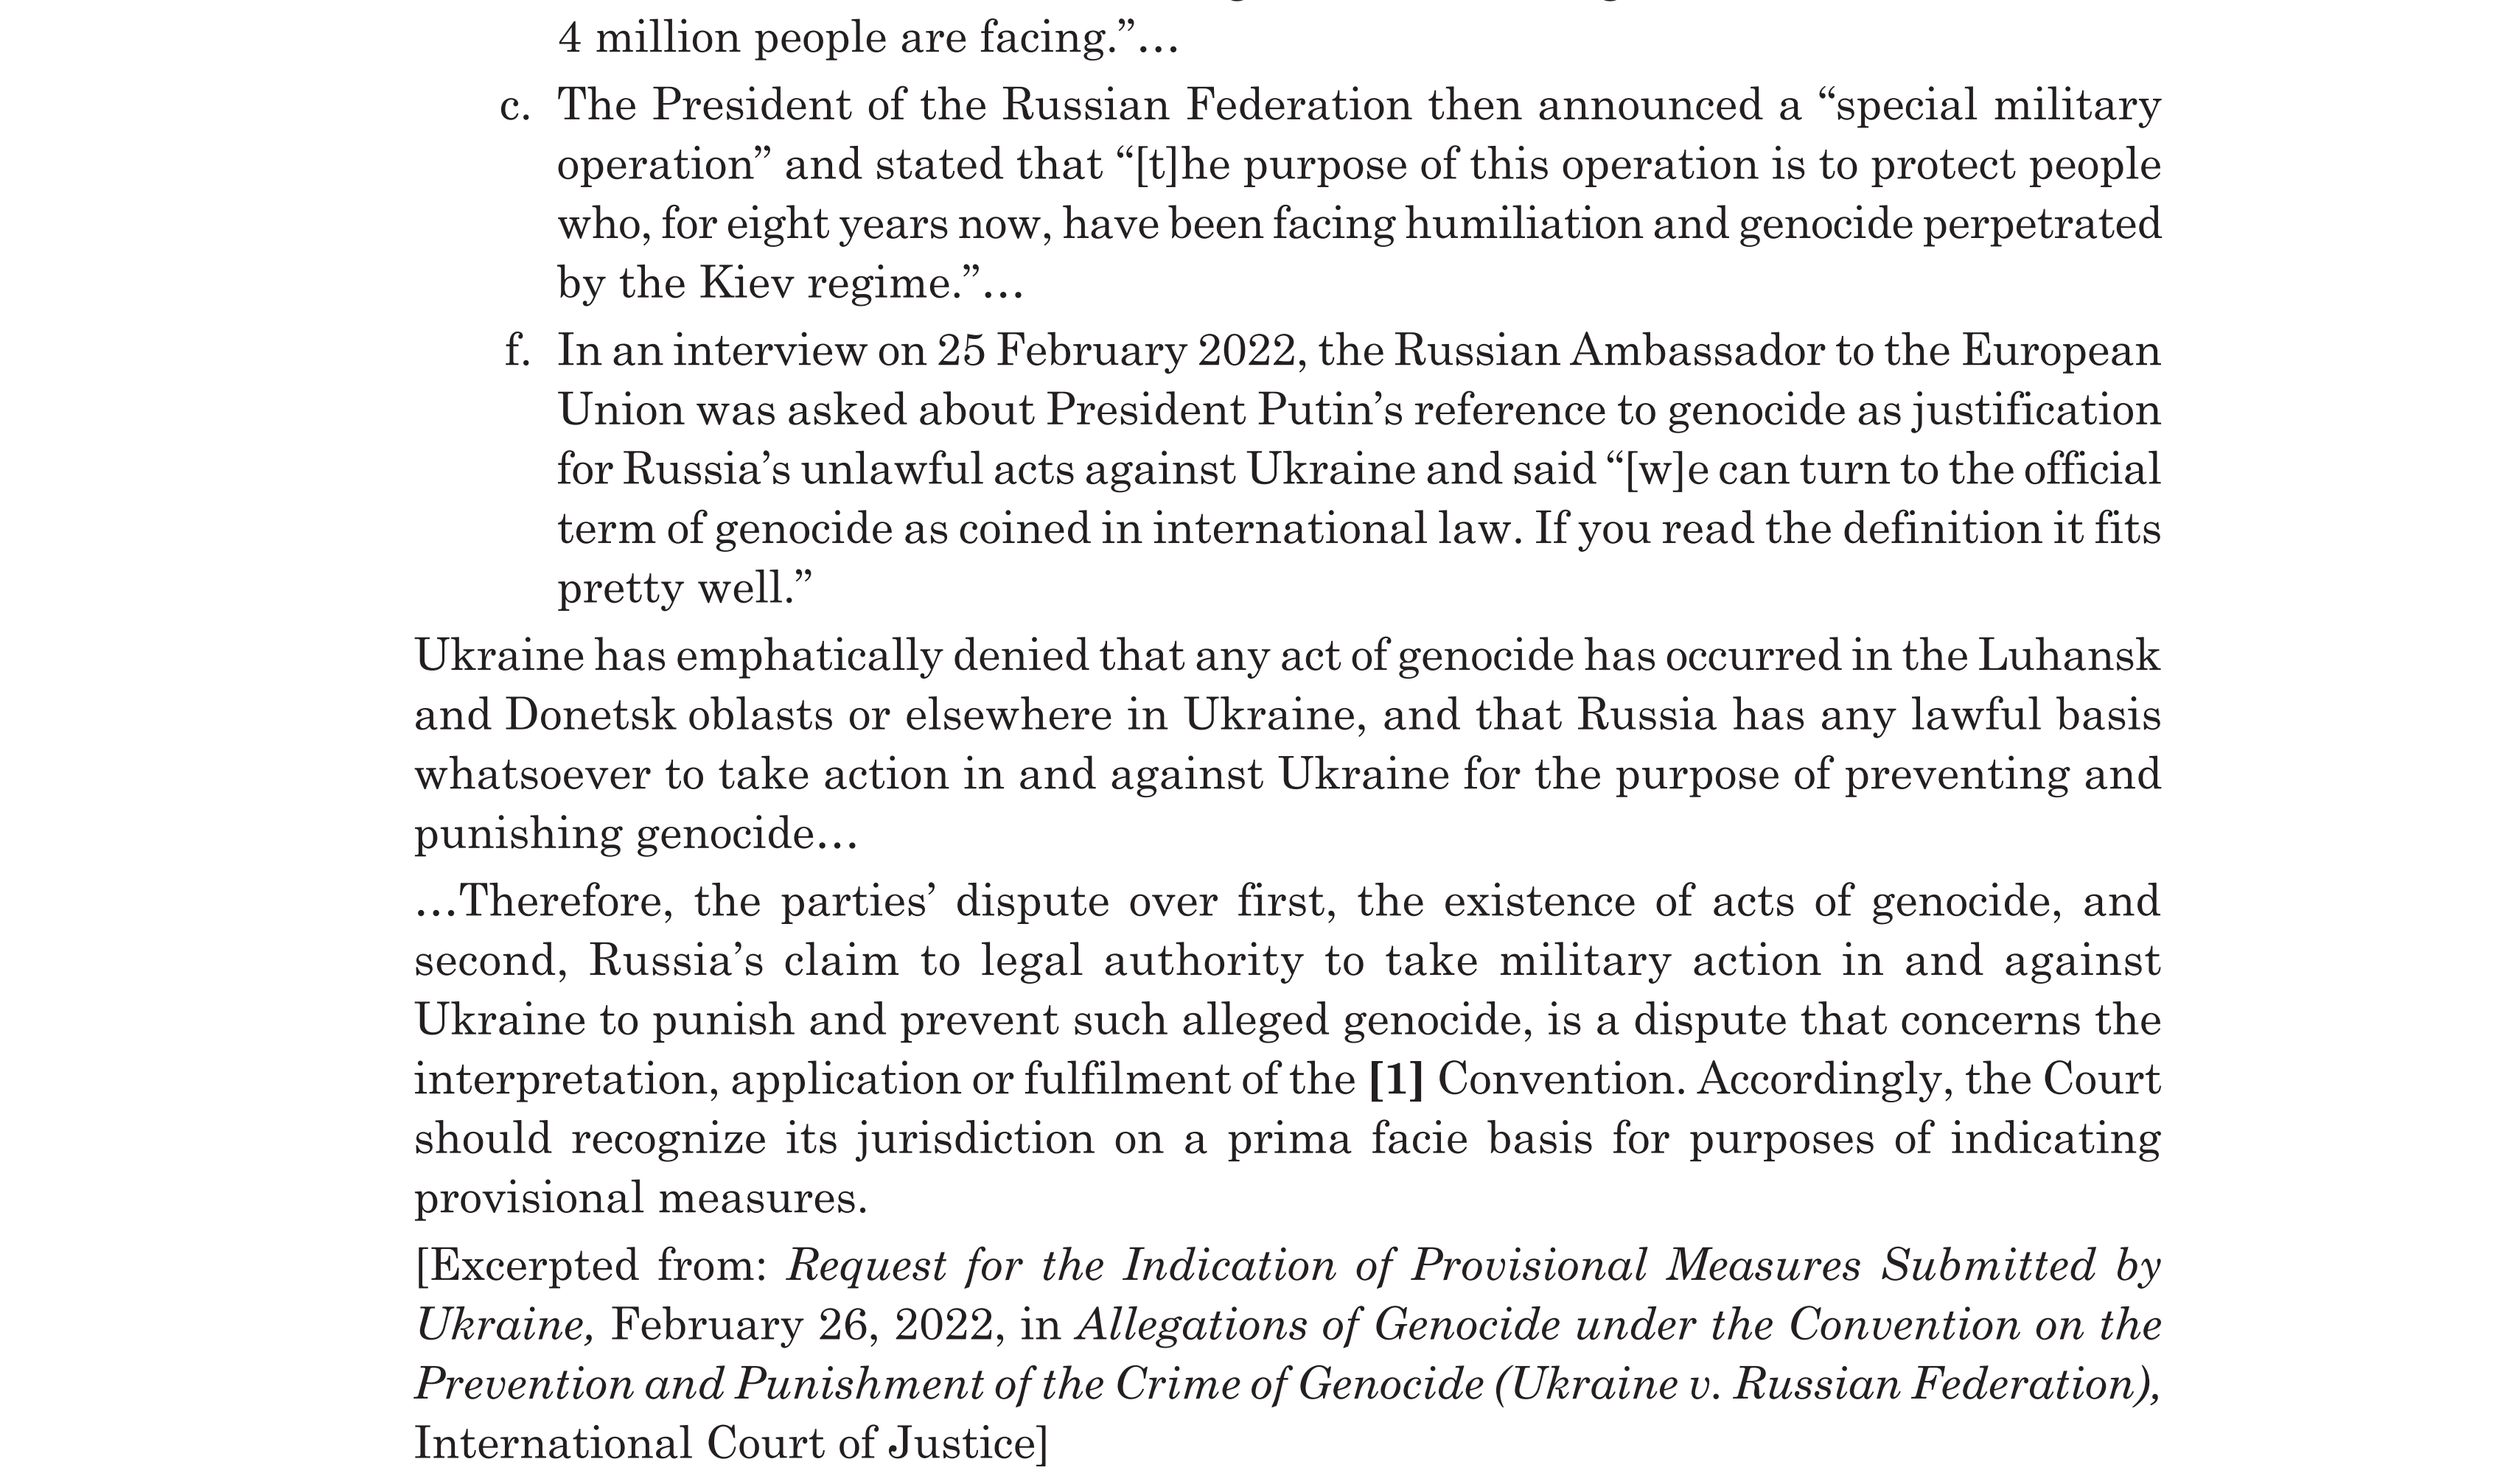 4 million people are facing.”…
c. The President of the Russian Federation then announced a “special military
operation” and stated that “[t]he purpose of this operation is to protect people
who, for eight years now, have been facing humiliation and genocide perpetrated
by the Kiev regime.”…
f. In an interview on 25 February 2022, the Russian Ambassador to the European
Union was asked about President Putin’s reference to genocide as justification
for Russia’s unlawful acts against Ukraine and said “[w]e can turn to the official
term of genocide as coined in international law. If you read the definition it fits
pretty well.”
Ukraine has emphatically denied that any act of genocide has occurred in the Luhansk
and Donetsk oblasts or elsewhere in Ukraine, and that Russia has any lawful basis
whatsoever to take action in and against Ukraine for the purpose of preventing and
punishing genocide…
…Therefore, the parties’ dispute over first, the existence of acts of genocide, and
second, Russia’s claim to legal authority to take military action in and against
Ukraine to punish and prevent such alleged genocide, is a dispute that concerns the
interpretation, application or fulfilment of the [1] Convention. Accordingly, the Court
should recognize its jurisdiction on a prima facie basis for purposes of indicating
provisional measures.
[Excerpted from: Request for the Indication of Provisional Measures Submitted by
Ukraine, February 26, 2022, in Allegations of Genocide under the Convention on the
Prevention and Punishment of the Crime of Genocide (Ukraine v. Russian Federation),
International Court of Justice]